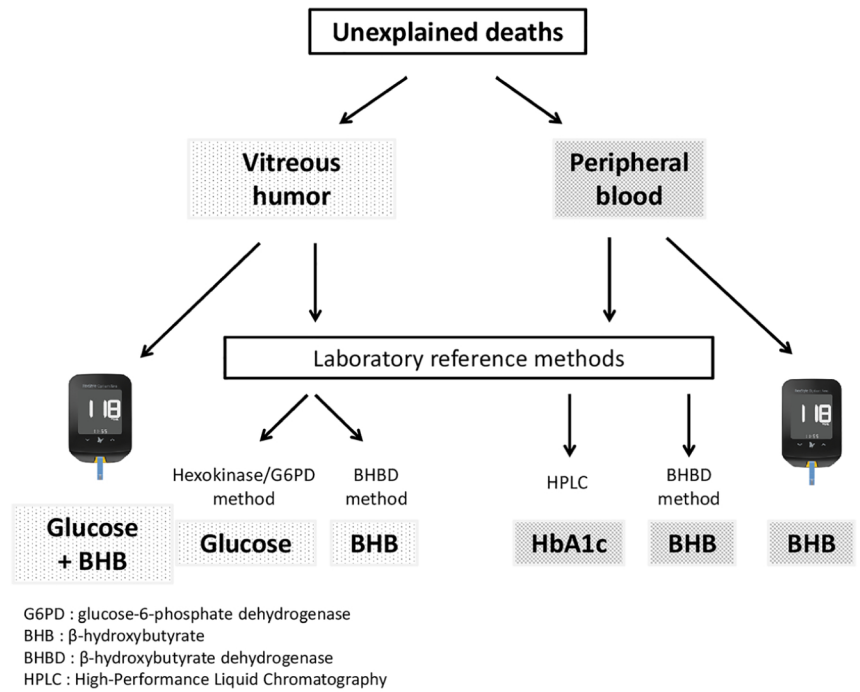 Unexplained deaths
Vitreous
humor
Peripheral
blood
Laboratory reference methods
118
118
Hexokinase/G6PD
method
BHBD
method
HPLC
BHBD
method
Glucose
+ BHB
Glucose
BHB
HbA1c
BHB
BHB
G6PD : glucose-6-phosphate dehydrogenase
BHB : β-hydroxybutyrate
BHBD : β-hydroxybutyrate dehydrogenase
HPLC : High-Performance Liquid Chromatography